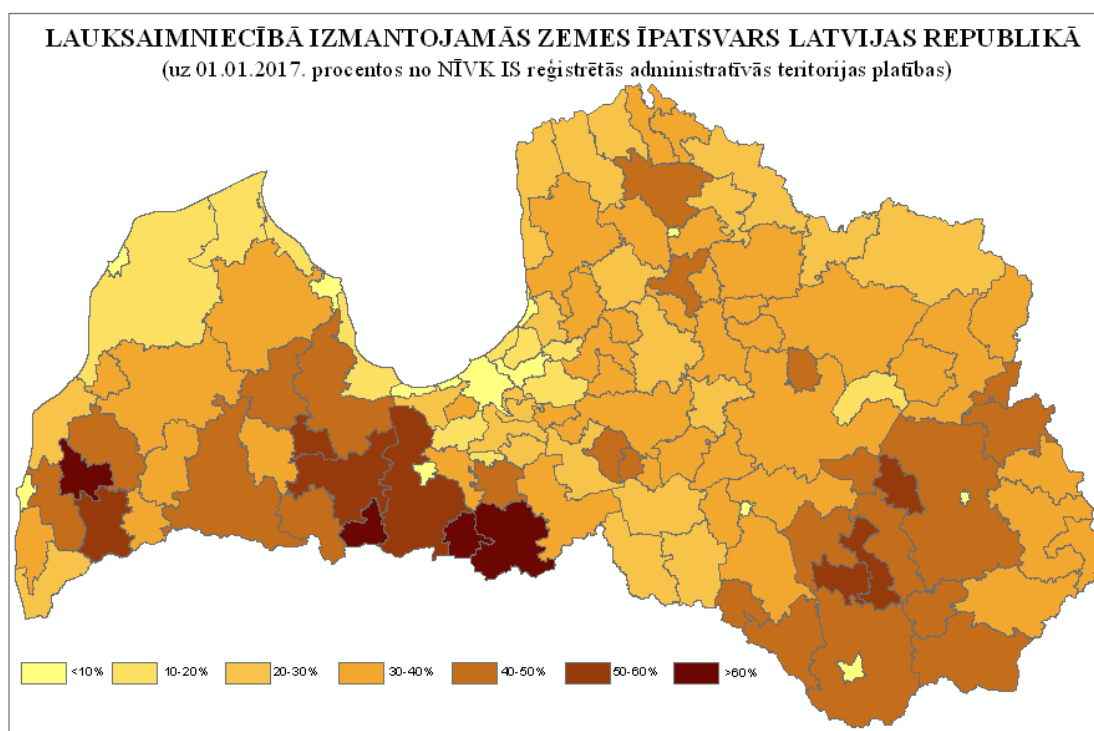 LAUKSAIMNIECĪBĀ IZMANTOJAMĀS ZEMES ĪPATSVARS LATVIJAS REPUBLIKĀ
(uz 01.01.2017. procentos no NĪVK IS reģistrētās administratīvās teritorijas platības)
<10% 10-20% 20-30% 30-40% 40-50% 50-60% >60%